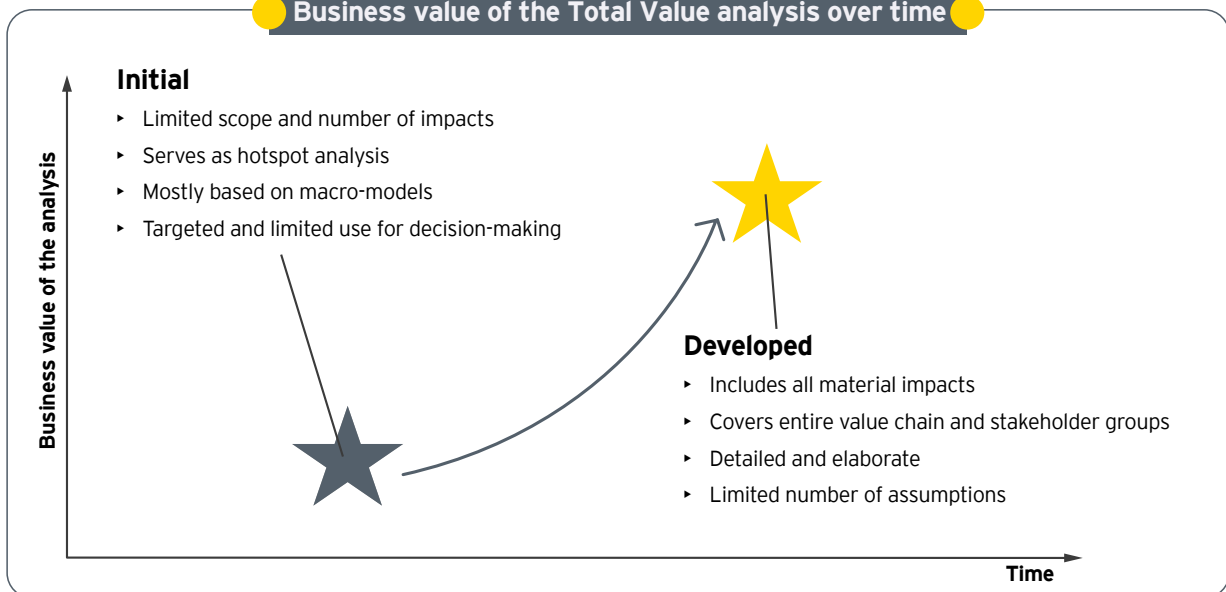 Business value of the Total Value analysis over time
Initial
‣ Limited scope and number of impacts
‣ Serves as hotspot analysis
‣ Mostly based on macro-models
‣ Targeted and limited use for decision-making
Business value of the analysis
Developed
‣ Includes all material impacts
‣ Covers entire value chain and stakeholder groups
‣ Detailed and elaborate
‣ Limited number of assumptions
Time